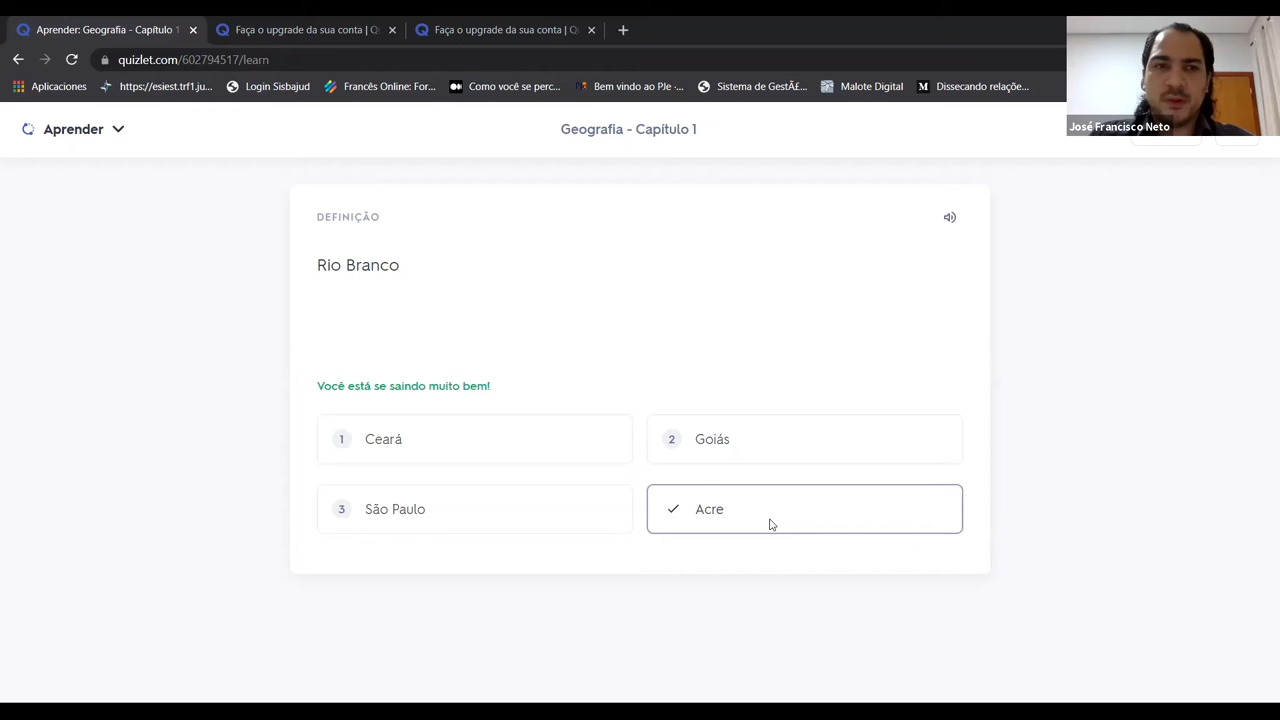 Aprender: Geografia - Capítulo 1
Faça o upgrade da sua conta | Q
Faça o upgrade da sua conta | Q
quizlet.com/602794517/learn
Aplicaciones
https://esiest.trf1.ju...
Login Sisbajud
Francês Online: For...
Como você se perc...
Bem vindo ao PJe ·...
Sistema de GestÃ£...
Malote Digital
Dissecando relaçõe...
José Francisco Neto
Aprender
Geografia - Capítulo 1
DEFINIÇÃO
Rio Branco
Você está se saindo muito bem!
1 Ceará
2 Goiás
3 São Paulo
Acre